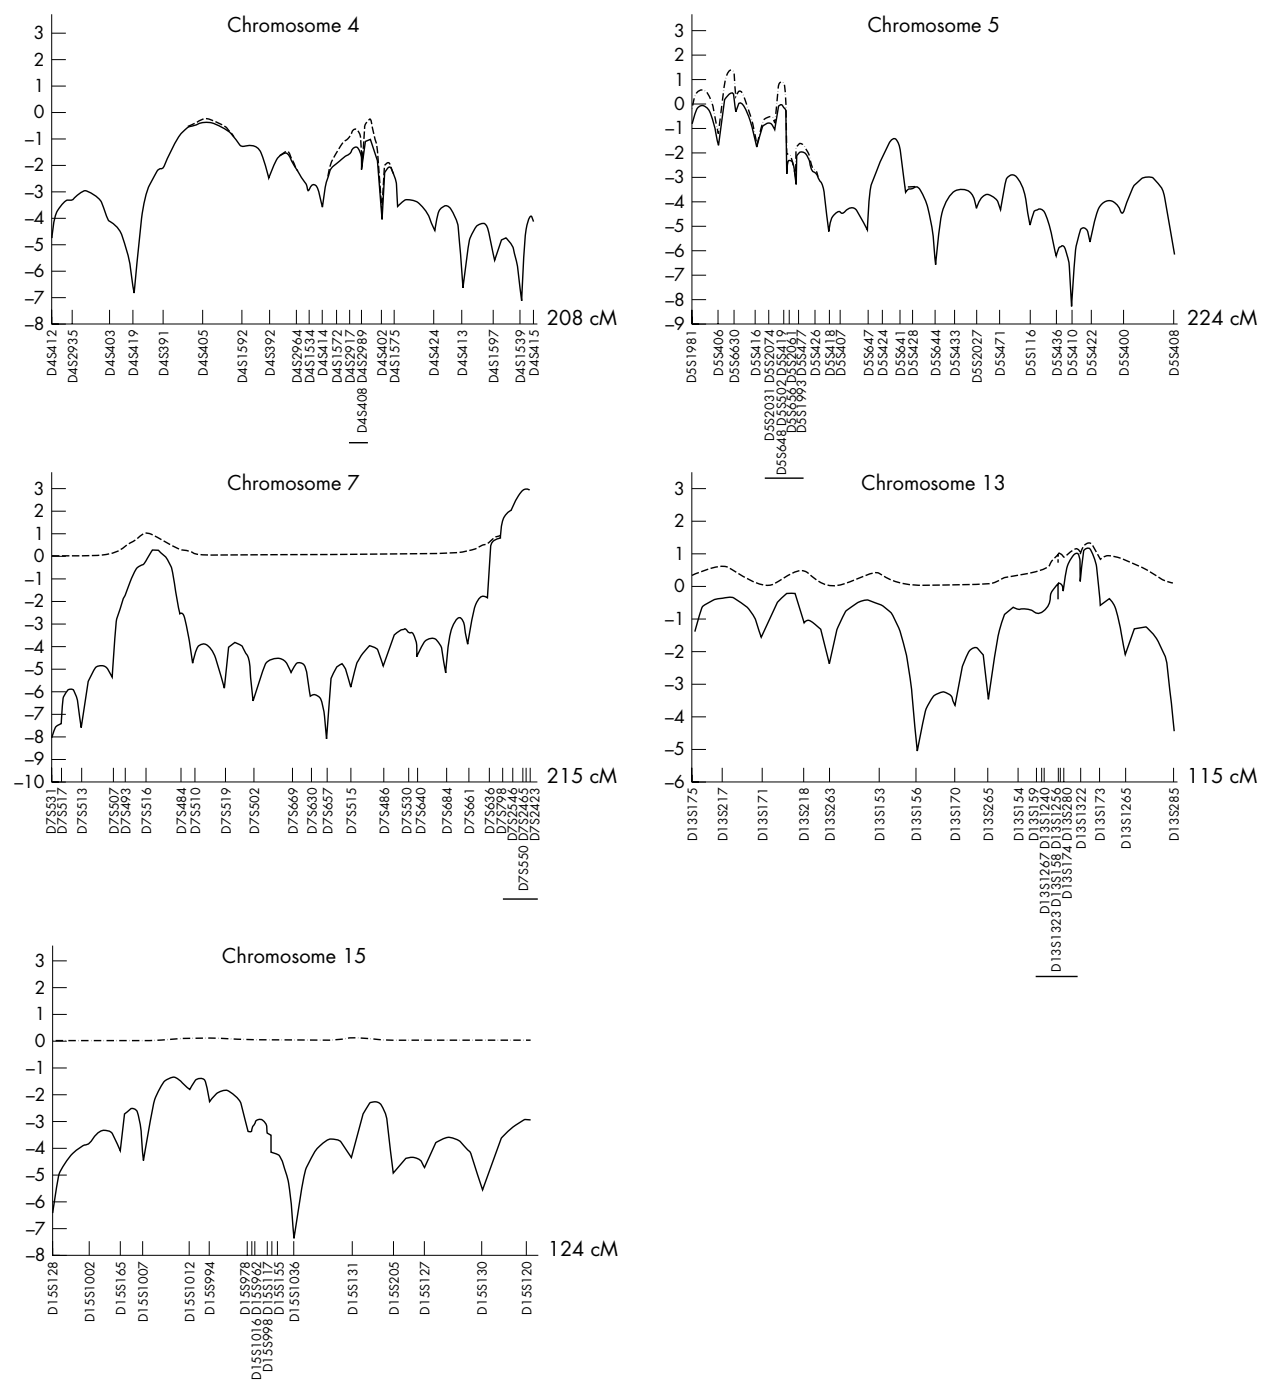 Chromosome 4
3
2
1
0
–1
–2
–3
–4
–5
–6
–7
–8
208 cM
D4S412
D4S2935
D4S403
D4S419
D4S391
D4S405
D4S1592
D4S392
D4S2964
D4S1534
D4S414
D4S1572
D4S2917
D4S408 D4S2989
D4S402
D4S1575
D4S424
D4S413
D4S1597
D4S1539
D4S415
Chromosome 5
3
2
1
0
–1
–2
–3
–4
–5
–6
–7
–8
–9
224 cM
D5S1981
D5S406
D5S630
D5S416
D5S2031 D5S2074
D5S648 D5S502 D5S419
D5S656 D5S2061
D5S1993 D5S477
D5S426
D5S418
D5S407
D5S647
D5S424
D5S641
D5S428
D5S644
D5S433
D5S2027
D5S471
D5S116
D5S436
D5S410
D5S422
D5S400
D5S408
Chromosome 7
3
2
1
0
–1
–2
–3
–4
–5
–6
–7
–8
–9
–10
215 cM
D7S531
D7S517
D7S513
D7S507
D7S493
D7S516
D7S484
D7S510
D7S519
D7S502
D7S669
D7S630
D7S657
D7S515
D7S486
D7S530
D7S640
D7S684
D7S661
D7S636
D7S798
D7S2546
D7S550 D7S2465
D7S2423
Chromosome 13
3
2
1
0
–1
–2
–3
–4
–5
–6
115 cM
D13S175
D13S217
D13S171
D13S218
D13S263
D13S153
D13S156
D13S170
D13S265
D13S154
D13S159
D13S1267 D13S1240
D13S1323 D13S158 D13S1256
D13S174 D13S280
D13S1322
D13S173
D13S1265
D13S285
Chromosome 15
3
2
1
0
–1
–2
–3
–4
–5
–6
–7
–8
124 cM
D15S128
D15S1002
D15S165
D15S1007
D15S1012
D15S994
D15S978
D15S1016 D15S962
D15S998 D15S117
D15S155
D15S1036
D15S131
D15S205
D15S127
D15S130
D15S120